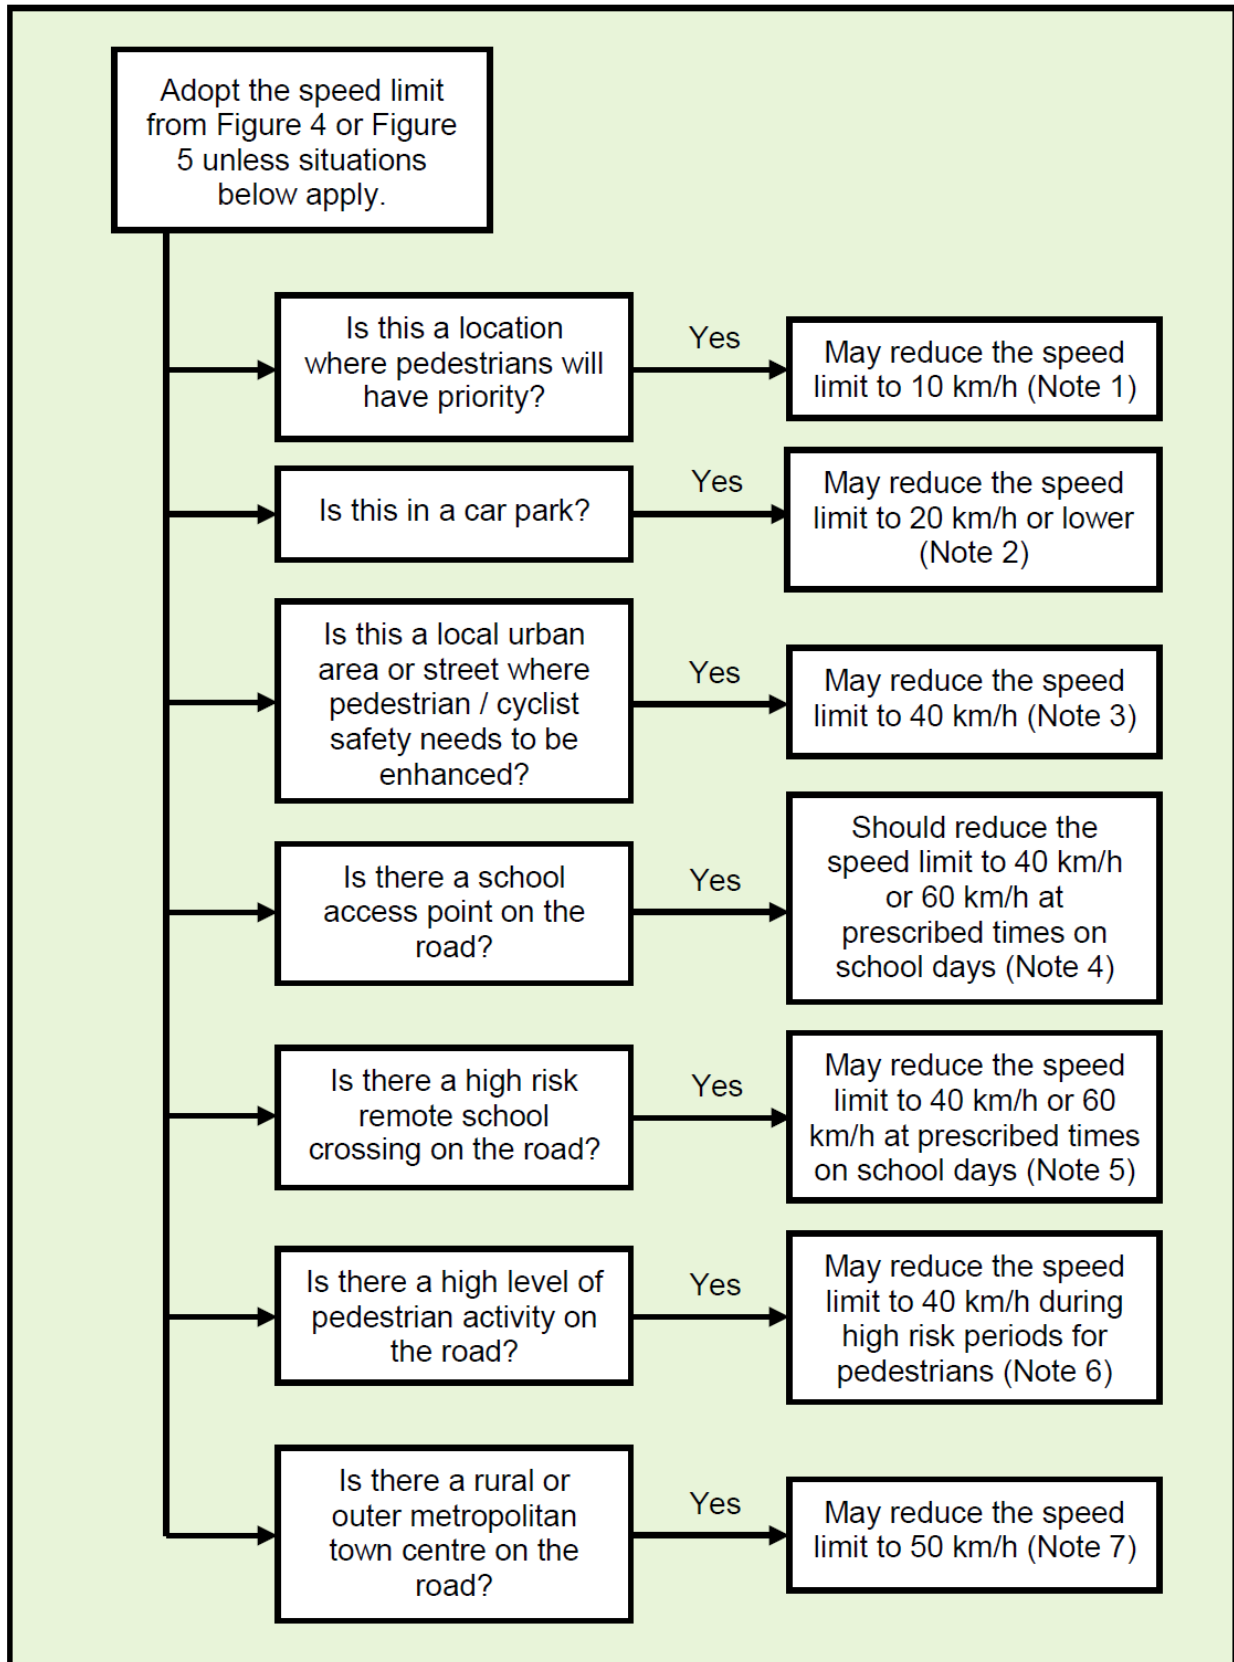 Adopt the speed limit
from Figure 4 or Figure
5 unless situations
below apply.
Is this a location
where pedestrians will
have priority?
Yes
May reduce the speed
limit to 10 km/h (Note 1)
Is this in a car park?
Yes
May reduce the speed
limit to 20 km/h or lower
(Note 2)
Is this a local urban
area or street where
pedestrian / cyclist
safety needs to be
enhanced?
Yes
May reduce the speed
limit to 40 km/h (Note 3)
Is there a school
access point on the
road?
Yes
Should reduce the
speed limit to 40 km/h
or 60 km/h at
prescribed times on
school days (Note 4)
Is there a high risk
remote school
crossing on the road?
Yes
May reduce the speed
limit to 40 km/h or 60
km/h at prescribed times
on school days (Note 5)
Is there a high level of
pedestrian activity on
the road?
Yes
May reduce the speed
limit to 40 km/h during
high risk periods for
pedestrians (Note 6)
Is there a rural or
outer metropolitan
town centre on the
road?
Yes
May reduce the speed
limit to 50 km/h (Note 7)